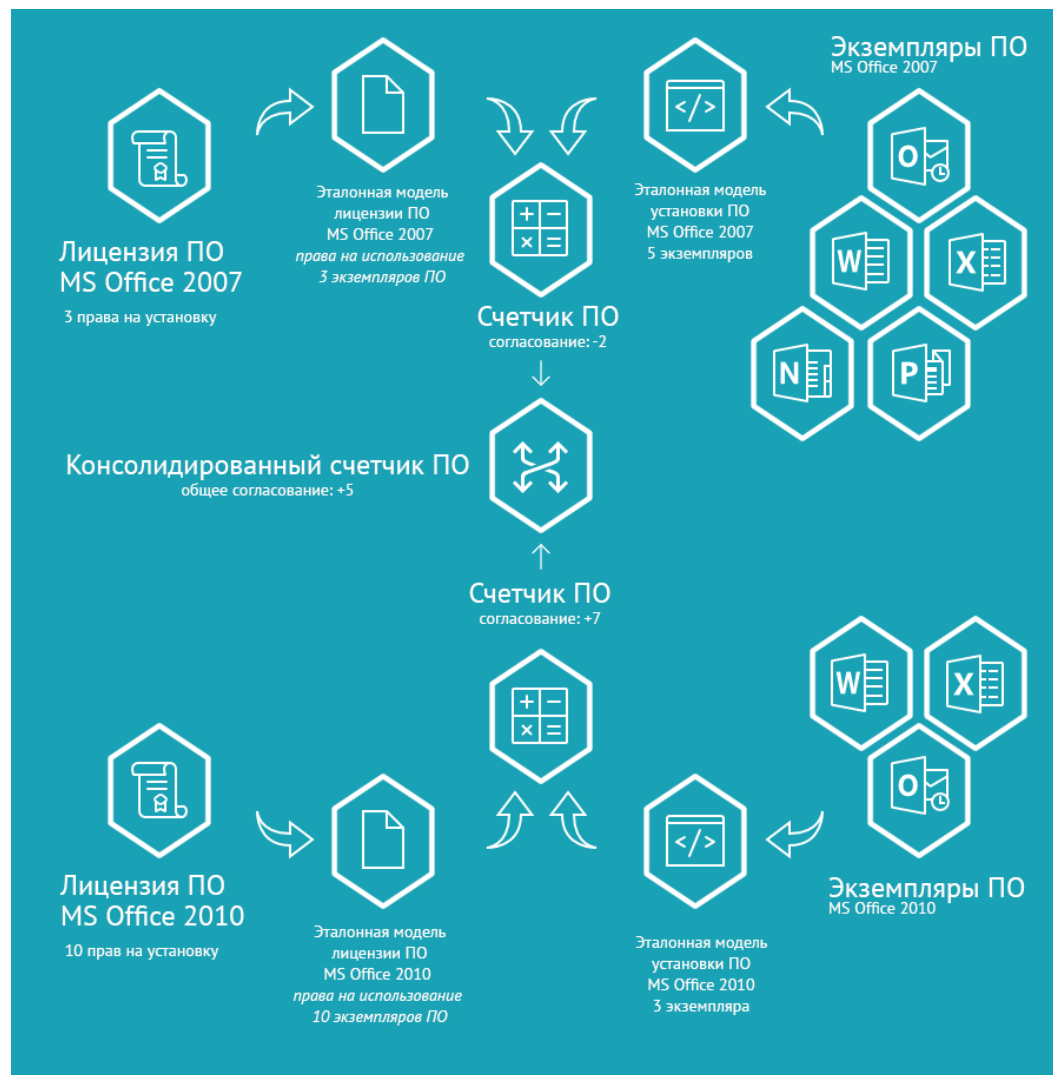 Экземпляры ПО
MS Office 2007
</>
O
Эталонная модель
лицензии ПО
MS Office 2007
права на использование
3 экземпляров ПО
Эталонная модель
установки ПО
MS Office 2007
5 экземпляров
W
X
Лицензия ПО
MS Office 2007
3 права на установку
Счетчик ПО
согласование: -2
N
P
Консолидированный счетчик ПО
общее согласование: +5
Счетчик ПО
согласование: +7
W
X
O
</>
Лицензия ПО
MS Office 2010
10 прав на установку
Экземпляры ПО
MS Office 2010
Эталонная модель
лицензии ПО
MS Office 2010
права на использование
10 экземпляров ПО
Эталонная модель
установки ПО
MS Office 2010
3 экземпляра